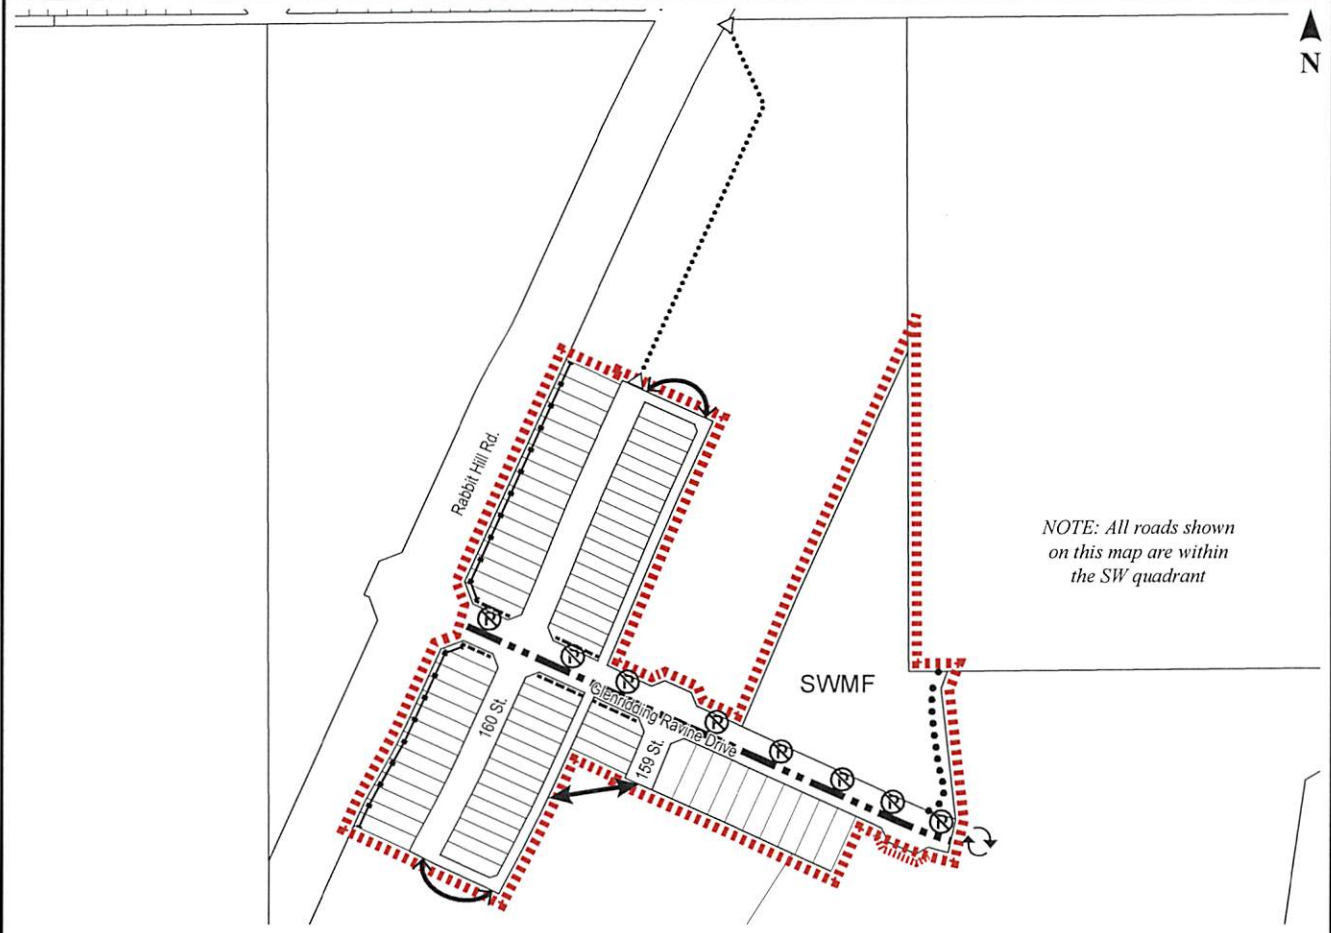 N
Rabbit Hill Rd.
NOTE: All roads shown
on this map are within
the SW quadrant
SWMF
Glenridding Ravine Drive
160 St.
159 St.